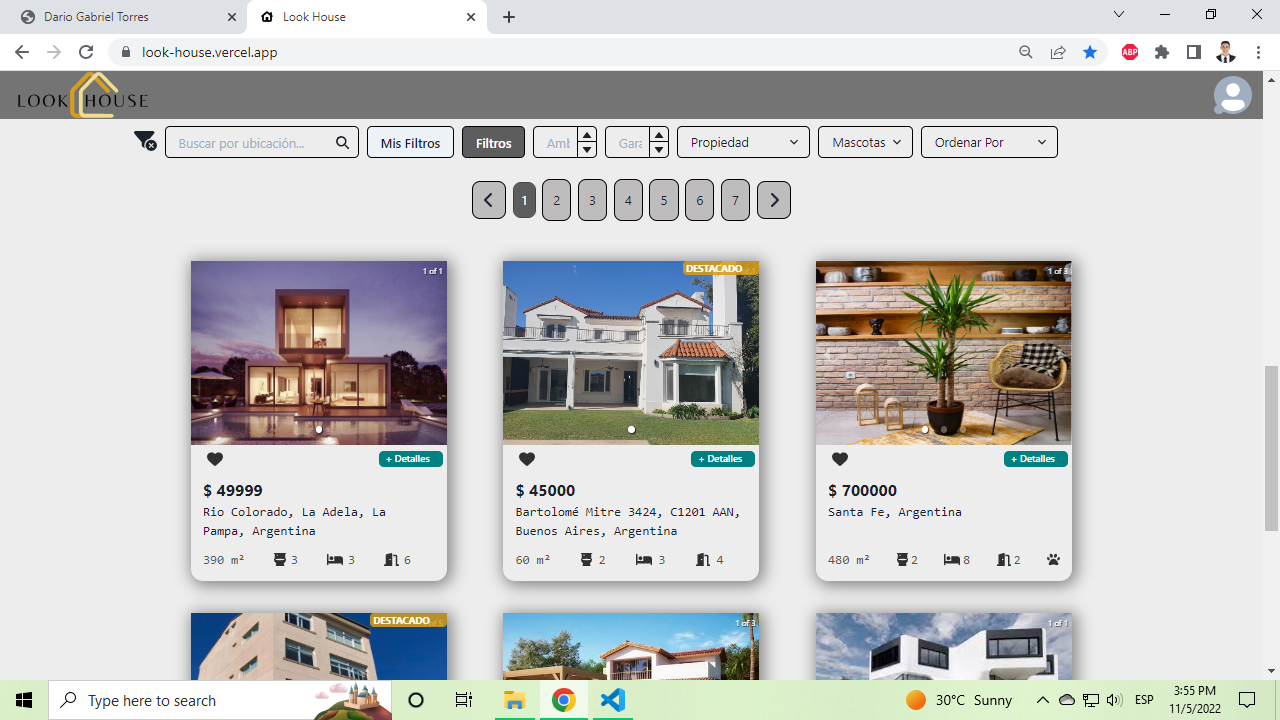 Dario Gabriel Torres
Look House
look-house.vercel.app
ABP
LOOK HOUSE
Buscar por ubicación...
Mis Filtros
Filtros
Amb
Gara
Propiedad
Mascotas
Ordenar Por
1 2 3 4 5 6 7
1 of 1
DESTACADO
1 of 3
+ Detalles
+ Detalles
+ Detalles
$ 49999
Rio Colorado, La Adela, La
Pampa, Argentina
390 m² 3 3 6
$ 45000
Bartolomé Mitre 3424, C1201 AAN,
Buenos Aires, Argentina
60 m² 2 3 4
$ 700000
Santa Fe, Argentina
480 m² 2 8 2
DESTACADO
1 of 3
1 of 1
Type here to search
30°C Sunny
ESP
3:55 PM
11/5/2022